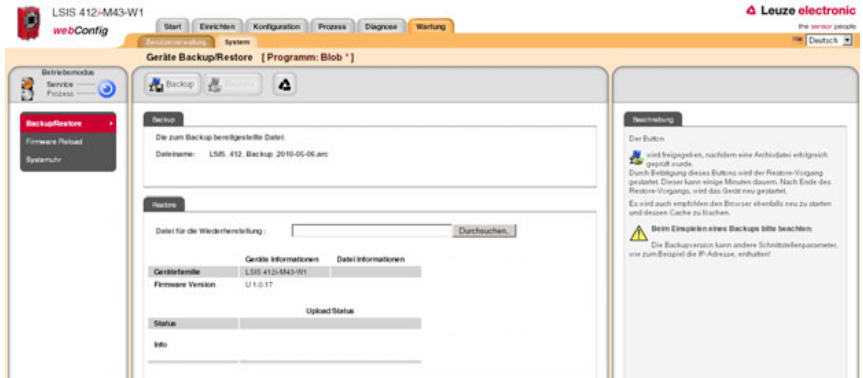 LSIS 412i-M43-W1
webConfig
Start Einrichten Konfiguration Prozess Diagnose Wartung
Leuze electronic
the sensor people
Benutzerverwaltung System
Deutsch
Geräte Backup/Restore [ Programm: Blob * ]
Betriebsmodus
Service
Prozess
Backup Restore
Backup/Restore
Firmware Reload
Systemuhr
Backup
Die zum Backup bereitgestellte Datei:
Dateiname: LSIS_412_Backup_2010-05-06.arc
Restore
Datei für die Wiederherstellung : Durchsuchen..
Geräte Informationen Datei Informationen
Gerätefamilie LSIS 412i-M43-W1
Firmware Version U 1.0.17
Upload Status
Status
Info
Beschreibung
Der Button
wird freigegeben, nachdem eine Archivdatei erfolgreich
geprüft wurde.
Durch Betätigung dieses Buttons wird der Restore-Vorgang
gestartet. Dieser kann einige Minuten dauern. Nach Ende des
Restore-Vorgangs, wird das Gerät neu gestartet.
Es wird auch empfohlen den Browser ebenfalls neu zu starten
und dessen Cache zu löschen.
Beim Einspielen eines Backups bitte beachten:
Die Backupversion kann andere Schnittstellenparameter,
wie zum Beispiel die IP-Adresse, enthalten!